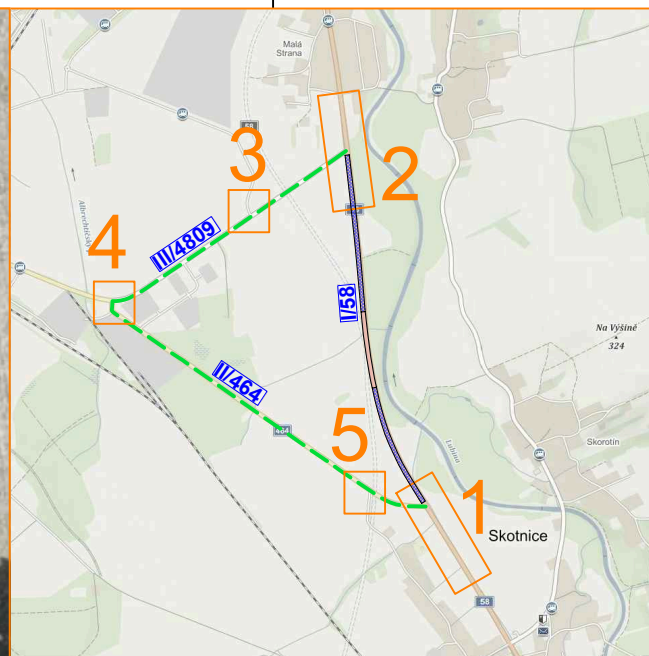 Malá
Strana
58
3
2
4
Albrechtičky
III/4809
I/58
Na Výšině
324
II/464
464
5
Lubina
Skorotín
1
Skotnice
58